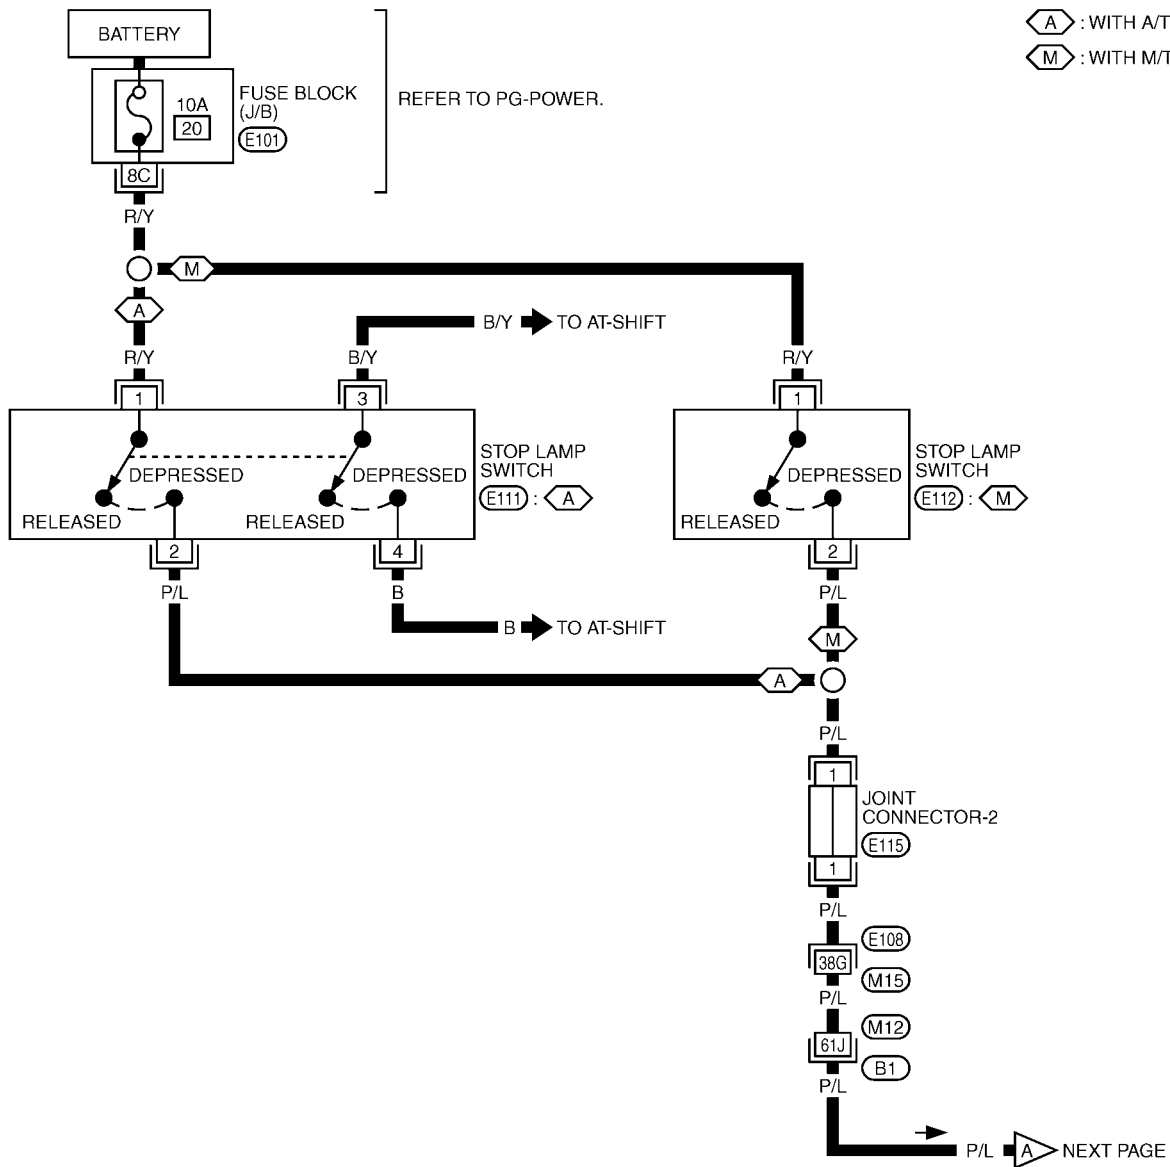 BATTERY
A : WITH A/T
M : WITH M/T
10A
20
FUSE BLOCK
(J/B)
E101
REFER TO PG-POWER.
8C
R/Y
M
A
B/Y TO AT-SHIFT
R/Y
B/Y
R/Y
1
3
1
DEPRESSED
RELEASED
DEPRESSED
RELEASED
STOP LAMP
SWITCH
E111 : A
DEPRESSED
RELEASED
STOP LAMP
SWITCH
E112 : M
2
4
2
P/L
B
P/L
B TO AT-SHIFT
M
A
P/L
1
JOINT
CONNECTOR-2
E115
1
P/L
E108
38G
M15
P/L
M12
61J
B1
P/L
P/L A NEXT PAGE